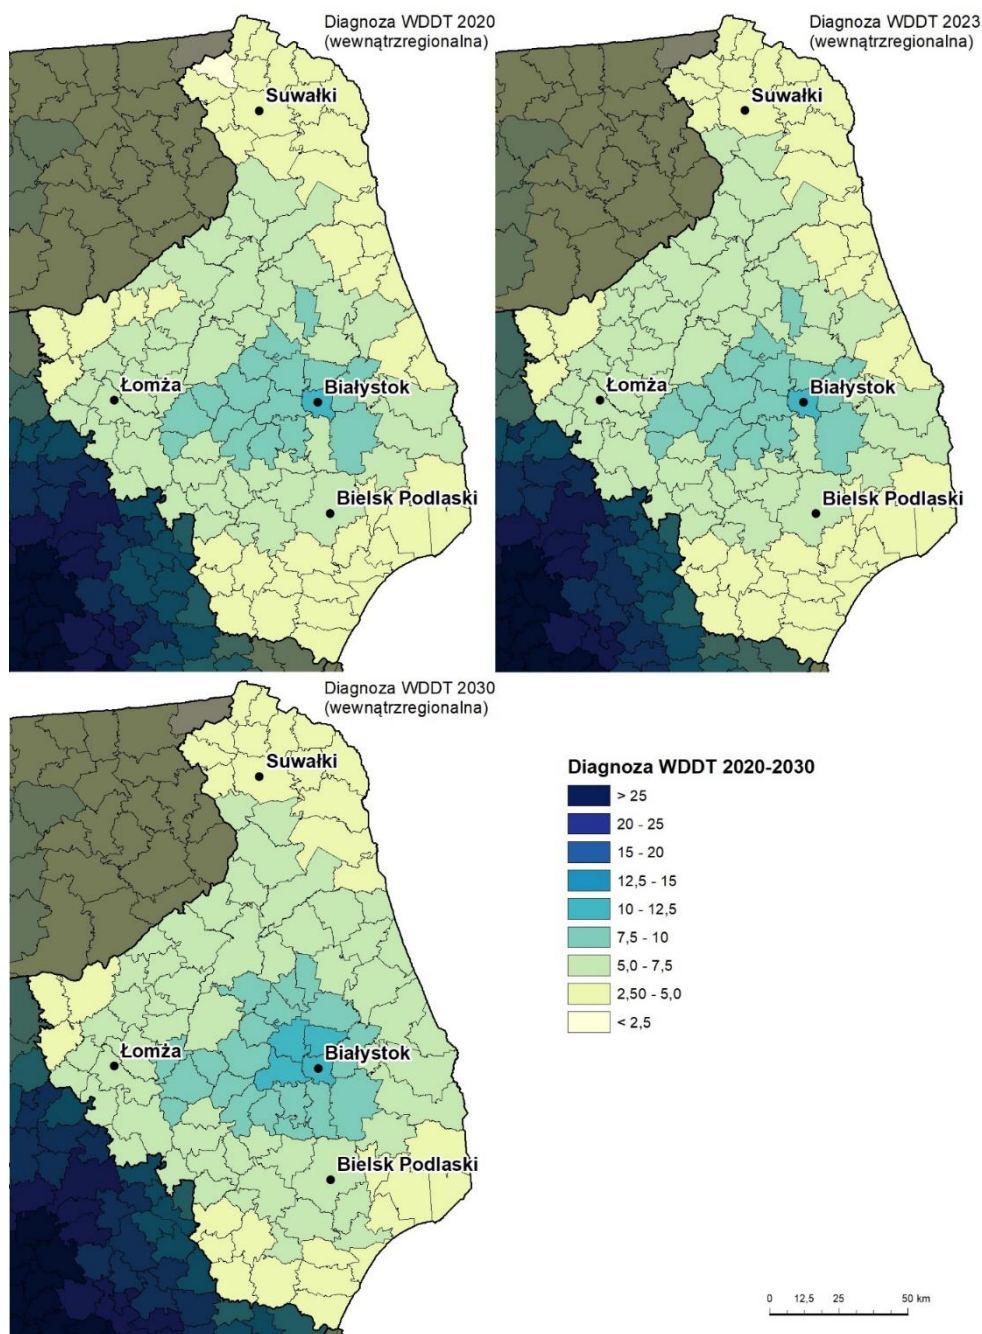 Diagnoza WDDT 2020
(wewnątrzregionalna)
Suwałki
Łomża
Białystok
Bielsk Podlaski
Diagnoza WDDT 2023
(wewnątrzregionalna)
Suwałki
Łomża
Białystok
Bielsk Podlaski
Diagnoza WDDT 2030
(wewnątrzregionalna)
Suwałki
Łomża
Białystok
Bielsk Podlaski
Diagnoza WDDT 2020-2030
> 25
20 - 25
15 - 20
12,5 - 15
10 - 12,5
7,5 - 10
5,0 - 7,5
2,50 - 5,0
< 2,5
0 12,5 25 50 km